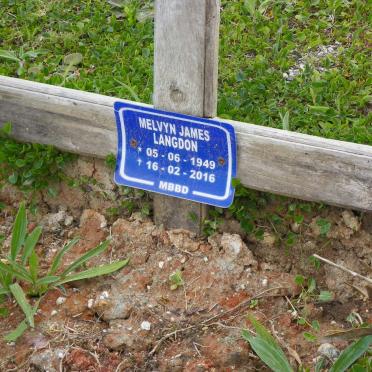 MELVYN JAMES
LANGDON
* 05 - 06 - 1949
† 16 - 02 - 2016
MBBD